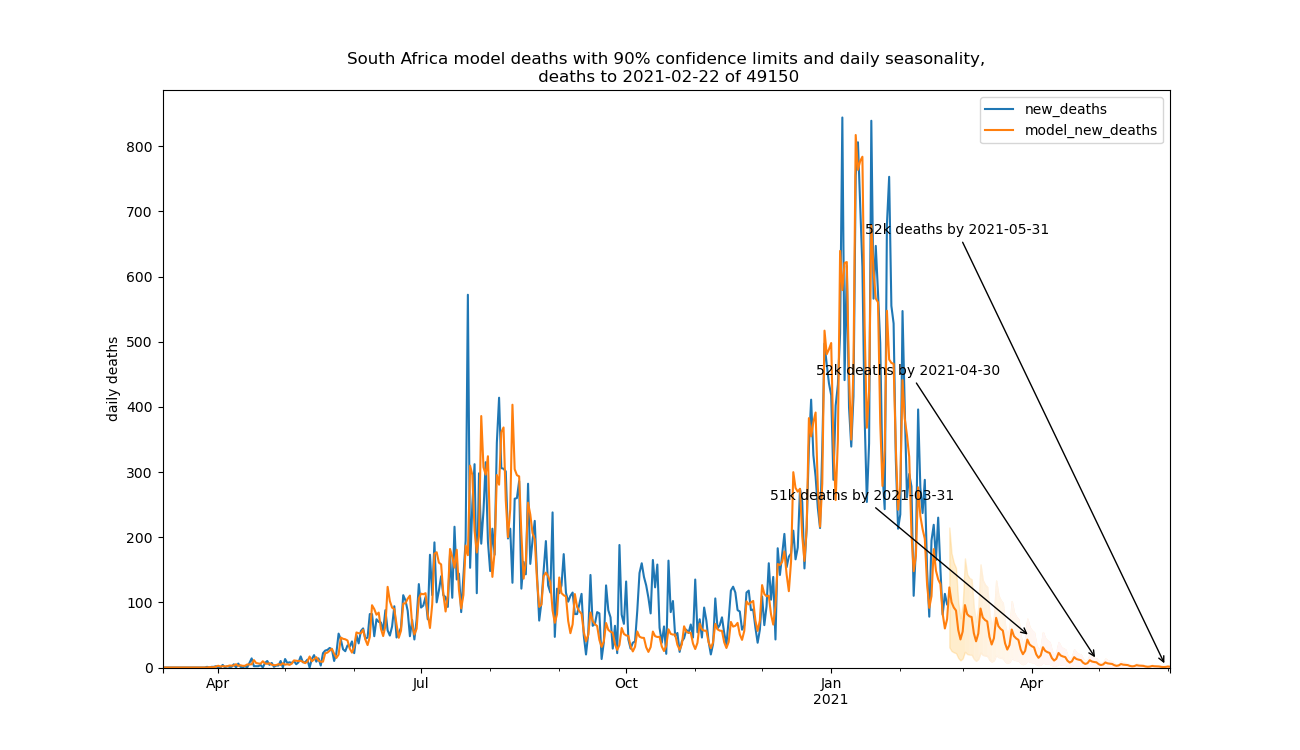 South Africa model deaths with 90% confidence limits and daily seasonality,
deaths to 2021-02-22 of 49150
new_deaths
model_new_deaths
daily deaths
800
700
600
500
400
300
200
100
0
52k deaths by 2021-05-31
52k deaths by 2021-04-30
51k deaths by 2021-03-31
Apr
Jul
Oct
Jan
2021
Apr